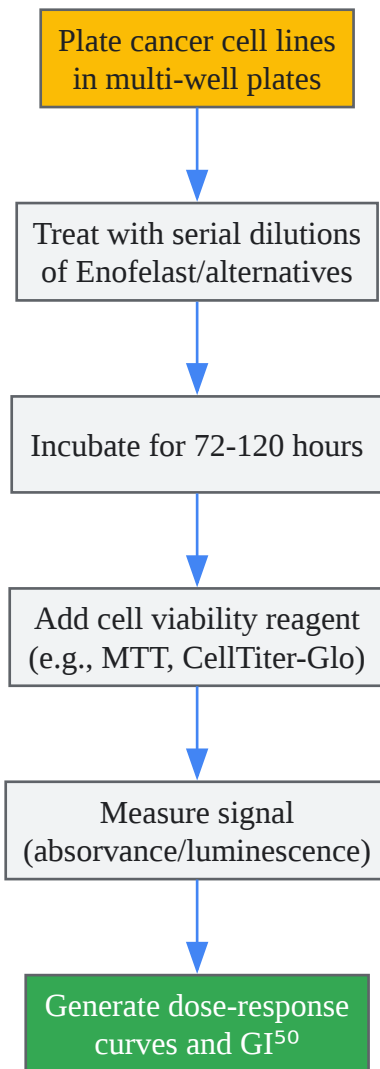 Plate cancer cell lines
in multi-well plates
Treat with serial dilutions
of Enofelast/alternatives
Incubate for 72-120 hours
Add cell viability reagent
(e.g., MTT, CellTiter-Glo)
Measure signal
(absorvance/luminescence)
Generate dose-response
curves and GI⁵⁰